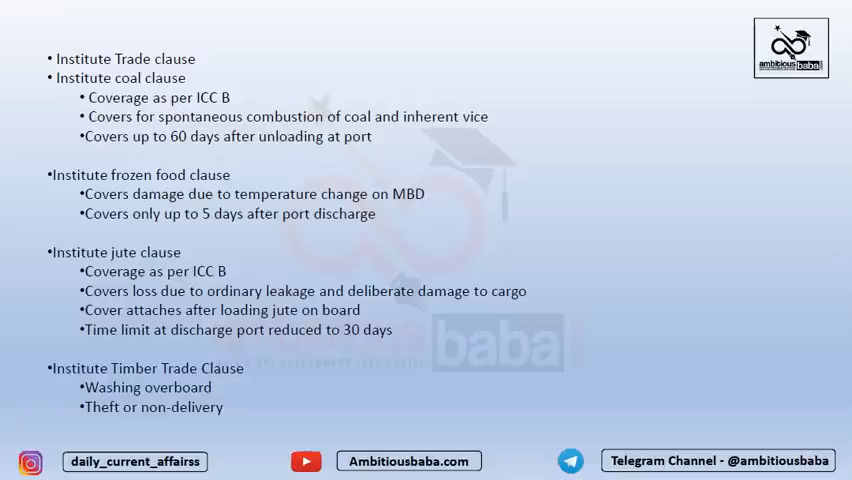 ambitiousbaba
• Institute Trade clause
• Institute coal clause
• Coverage as per ICC B
• Covers for spontaneous combustion of coal and inherent vice
•Covers up to 60 days after unloading at port
•Institute frozen food clause
•Covers damage due to temperature change on MBD
•Covers only up to 5 days after port discharge
•Institute jute clause
•Coverage as per ICC B
•Covers loss due to ordinary leakage and deliberate damage to cargo
•Cover attaches after loading jute on board
•Time limit at discharge port reduced to 30 days
baba
•Institute Timber Trade Clause
•Washing overboard
•Theft or non-delivery
daily_current_affairss
Ambitiousbaba.com
Telegram Channel - @ambitiousbaba